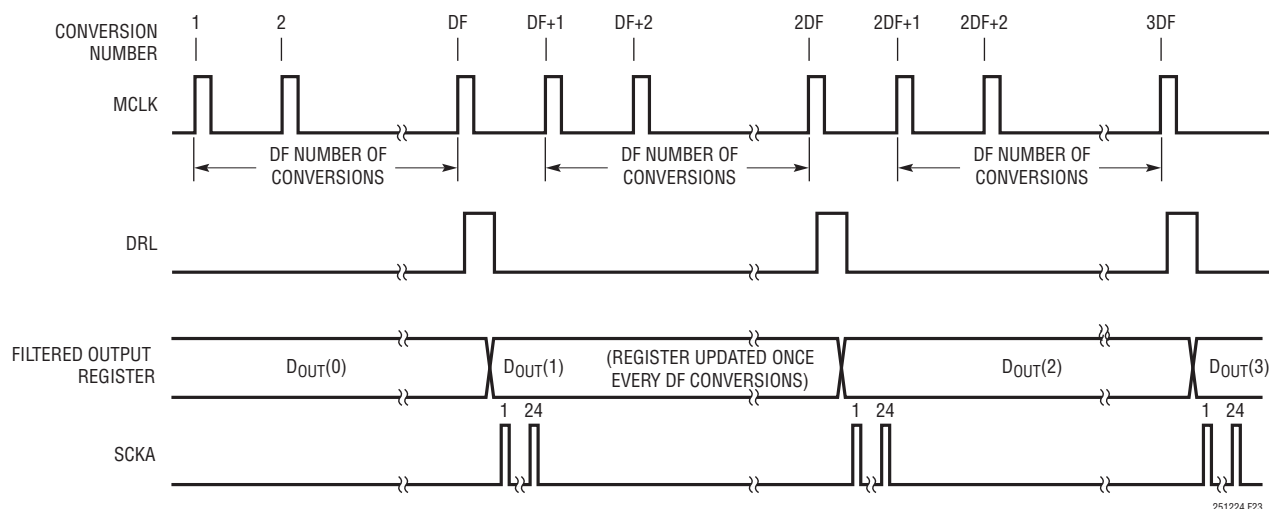 CONVERSION
NUMBER
1 2 DF DF+1 DF+2 2DF 2DF+1 2DF+2 3DF
MCLK
DF NUMBER OF
CONVERSIONS
DF NUMBER OF
CONVERSIONS
DF NUMBER OF
CONVERSIONS
DRL
FILTERED OUTPUT
REGISTER
DOUT(0)
DOUT(1)
(REGISTER UPDATED ONCE
EVERY DF CONVERSIONS)
DOUT(2)
DOUT(3)
1 24 1 24 1 24
SCKA
251224 F23